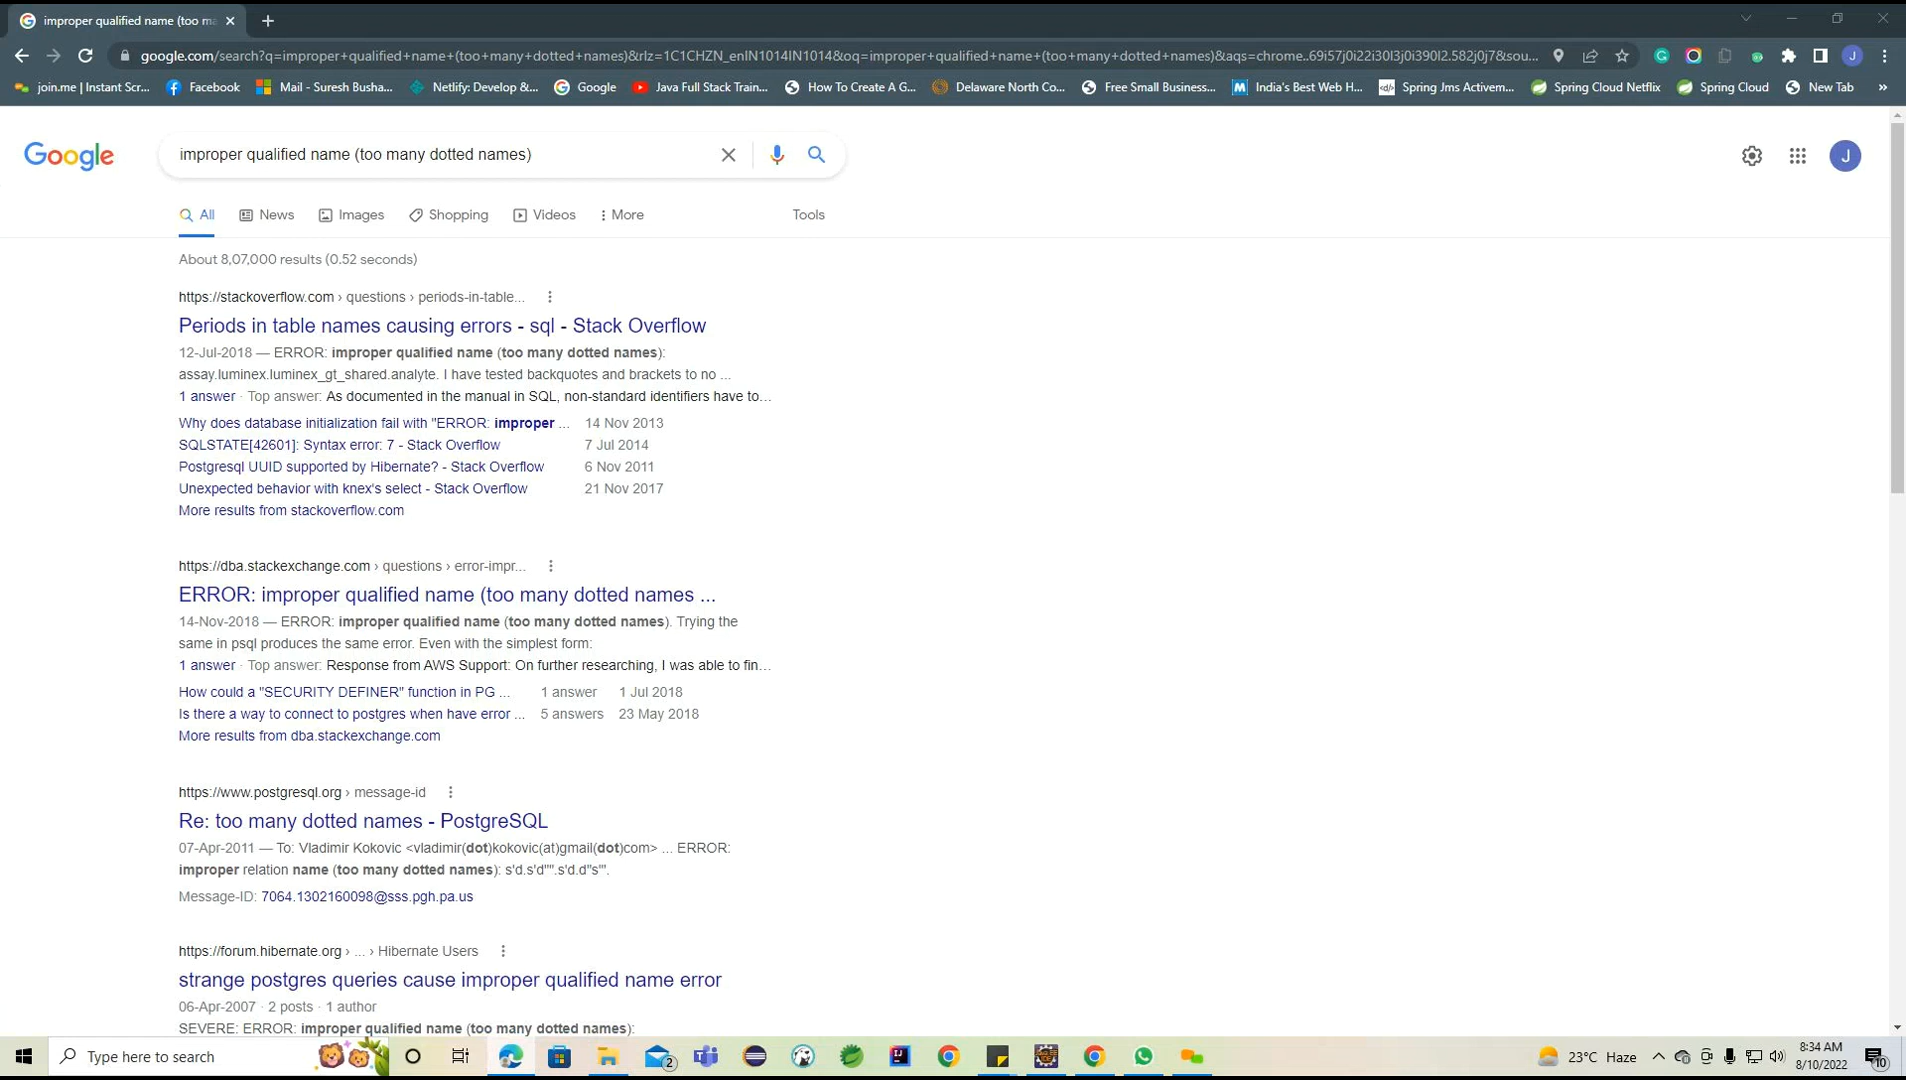 improper qualified name (too ma
google.com/search?q=improper+qualified+name+(too+many+dotted+names)&rlz=1C1CHZN_enIN1014IN1014&oq=improper+qualified+name+(too+many+dotted+names)&aqs=chrome..69i57j0i22i30l3j0i390l2.582j0j7&sou...
J
join.me | Instant Scr...
Facebook
Mail - Suresh Busha...
Netlify: Develop &...
Google
Java Full Stack Train...
How To Create A G...
Delaware North Co...
Free Small Business...
India's Best Web H...
Spring Jms Activem...
Spring Cloud Netflix
Spring Cloud
New Tab
»
Google
improper qualified name (too many dotted names)
J
All
News
Images
Shopping
Videos
More
Tools
About 8,07,000 results (0.52 seconds)
https://stackoverflow.com › questions › periods-in-table...
Periods in table names causing errors - sql - Stack Overflow
12-Jul-2018 — ERROR: improper qualified name (too many dotted names):
assay.luminex.luminex_gt_shared.analyte. I have tested backquotes and brackets to no ...
1 answer · Top answer: As documented in the manual in SQL, non-standard identifiers have to...
Why does database initialization fail with "ERROR: improper ... 14 Nov 2013
SQLSTATE[42601]: Syntax error: 7 - Stack Overflow 7 Jul 2014
Postgresql UUID supported by Hibernate? - Stack Overflow 6 Nov 2011
Unexpected behavior with knex's select - Stack Overflow 21 Nov 2017
More results from stackoverflow.com
https://dba.stackexchange.com › questions › error-impr...
ERROR: improper qualified name (too many dotted names ...
14-Nov-2018 — ERROR: improper qualified name (too many dotted names). Trying the
same in psql produces the same error. Even with the simplest form:
1 answer · Top answer: Response from AWS Support: On further researching, I was able to fin...
How could a "SECURITY DEFINER" function in PG ... 1 answer 1 Jul 2018
Is there a way to connect to postgres when have error ... 5 answers 23 May 2018
More results from dba.stackexchange.com
https://www.postgresql.org › message-id
Re: too many dotted names - PostgreSQL
07-Apr-2011 — To: Vladimir Kokovic <vladimir(dot)kokovic(at)gmail(dot)com> ... ERROR:
improper relation name (too many dotted names): s'd.s'd"".s'd.d"s'".
Message-ID: 7064.1302160098@sss.pgh.pa.us
https://forum.hibernate.org › ... › Hibernate Users
strange postgres queries cause improper qualified name error
06-Apr-2007 · 2 posts · 1 author
SEVERE: ERROR: improper qualified name (too many dotted names):
Type here to search
2
23°C Haze
8:34 AM
8/10/2022
10